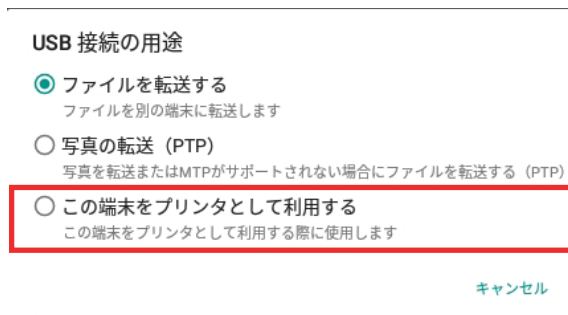 USB 接続の用途
ファイルを転送する
ファイルを別の端末に転送します
写真の転送（PTP）
写真を転送またはMTPがサポートされない場合にファイルを転送する（PTP）
この端末をプリンタとして利用する
この端末をプリンタとして利用する際に使用します
キャンセル